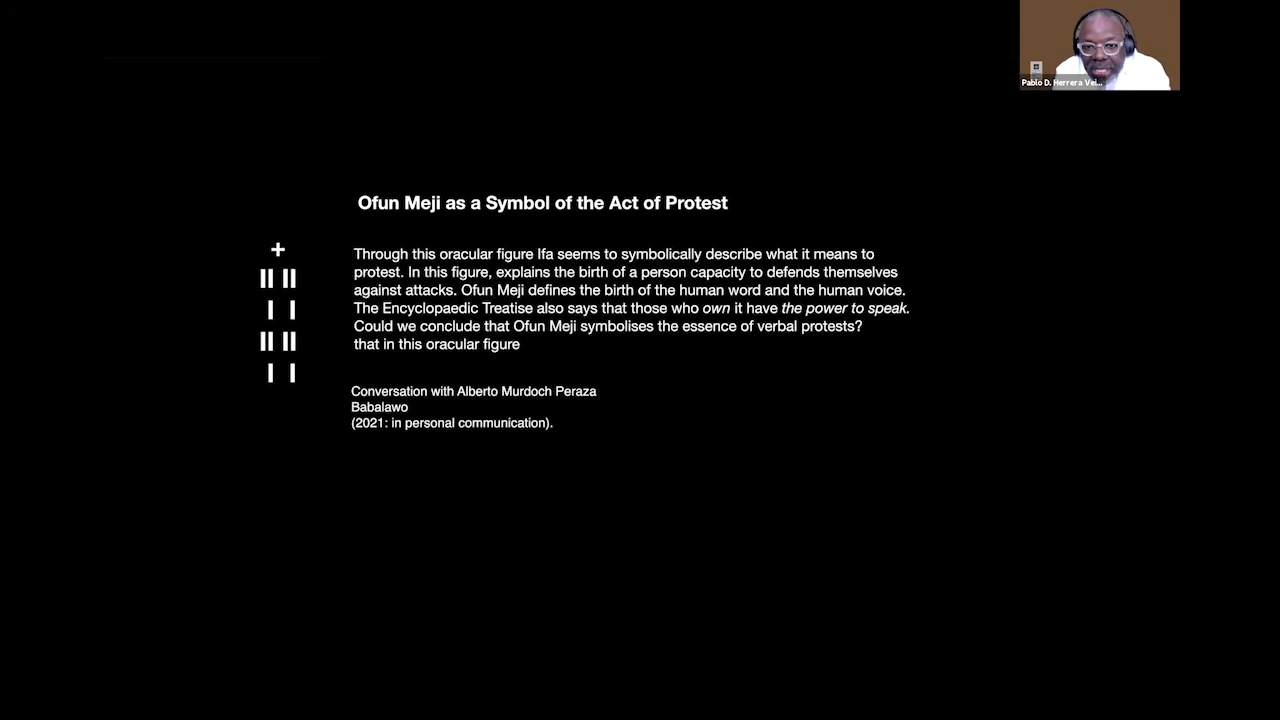 Pablo D. Herrera Vei...
Ofun Meji as a Symbol of the Act of Protest
+
II II
I I
II II
I I
Through this oracular figure Ifa seems to symbolically describe what it means to
protest. In this figure, explains the birth of a person capacity to defends themselves
against attacks. Ofun Meji defines the birth of the human word and the human voice.
The Encyclopaedic Treatise also says that those who own it have the power to speak.
Could we conclude that Ofun Meji symbolises the essence of verbal protests?
that in this oracular figure
Conversation with Alberto Murdoch Peraza
Babalawo
(2021: in personal communication).